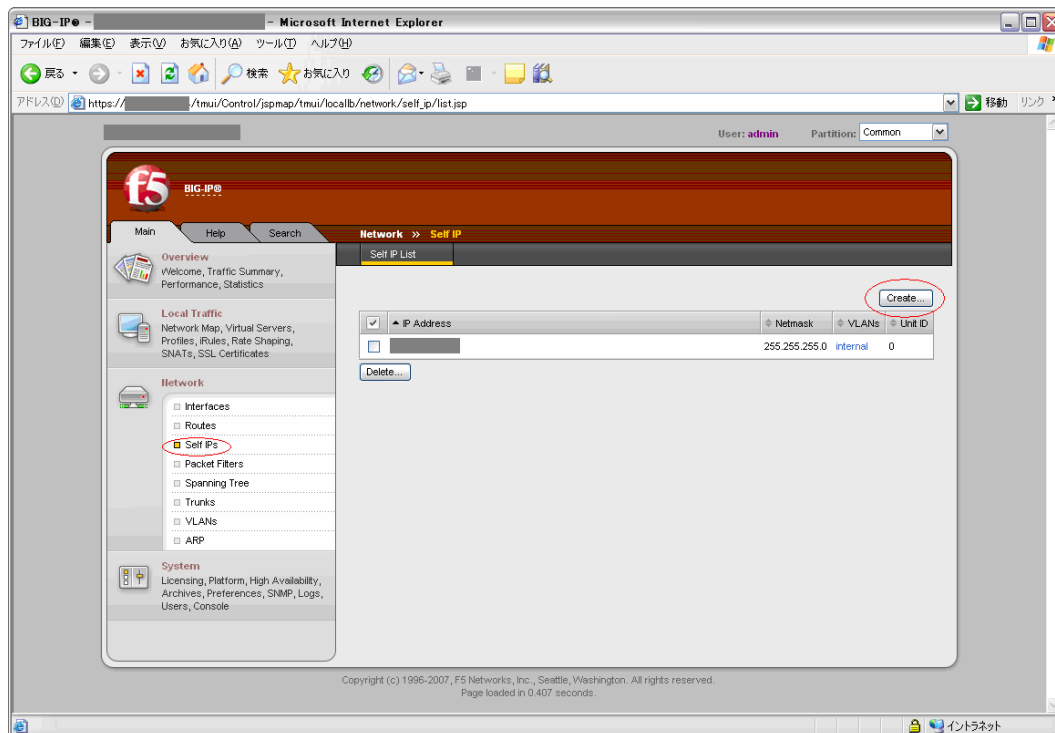 BIG-IP® - - Microsoft Internet Explorer
ファイル(F) 編集(E) 表示(V) お気に入り(A) ツール(T) ヘルプ(H)
戻る 検索 お気に入り
アドレス(D) https:// /tmui/Control/jspmap/tmui/locallb/network/self_ip/list.jsp 移動 リンク »
User: admin Partition: Common
f5 BIG-IP®
Main Help Search Network » Self IP
Self IP List
Overview
Welcome, Traffic Summary,
Performance, Statistics
Create...
Local Traffic
Network Map, Virtual Servers,
Profiles, iRules, Rate Shaping,
SNATs, SSL Certificates
IP Address Netmask VLANs Unit ID
255.255.255.0 internal 0
Delete...
Network
Interfaces
Routes
Self IPs
Packet Filters
Spanning Tree
Trunks
VLANs
ARP
System
Licensing, Platform, High Availability,
Archives, Preferences, SNMP, Logs,
Users, Console
Copyright (c) 1996-2007, F5 Networks, Inc., Seattle, Washington. All rights reserved.
Page loaded in 0.407 seconds.
イントラネット